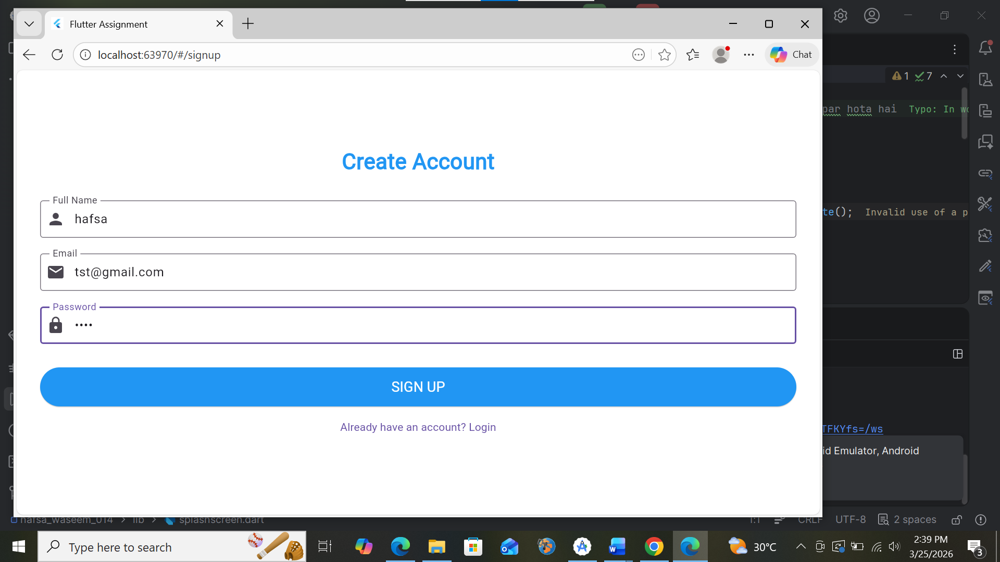 Flutter Assignment
localhost:63970/#/signup
Chat
1 7
par hota hai Typo: In wo
Create Account
Full Name
hafsa
te(); Invalid use of a p
Email
tst@gmail.com
Password
••••
SIGN UP
Already have an account? Login
TFKYfs=/ws
id Emulator, Android
hafsa_waseem_014 > lib > splashscreen.dart
1:1 CRLF UTF-8 2 spaces
Type here to search
30°C
2:39 PM
3/25/2026
3